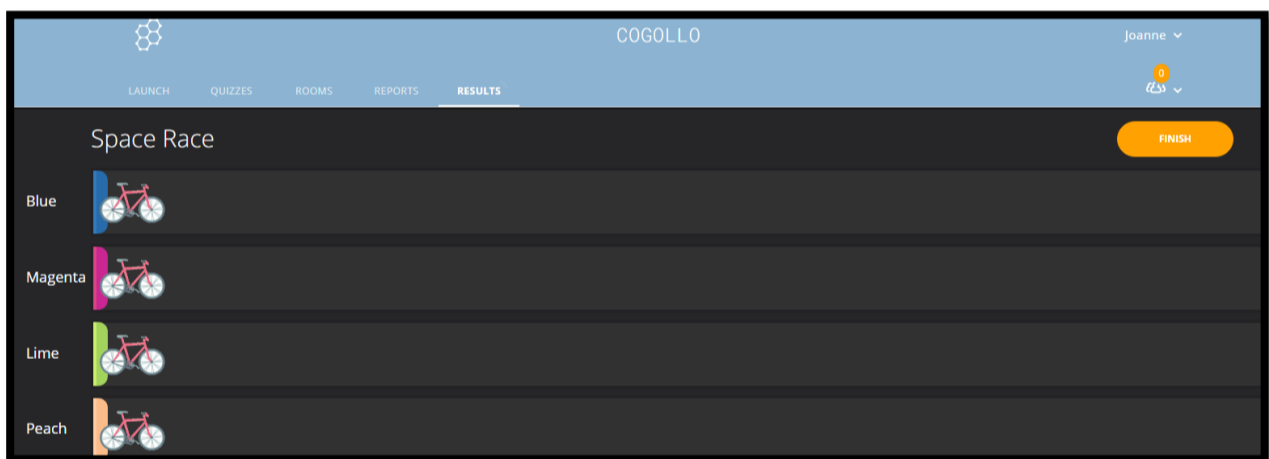 COGOLLO
Joanne
0
LAUNCH QUIZZES ROOMS REPORTS RESULTS
Space Race
FINISH
Blue
Magenta
Lime
Peach